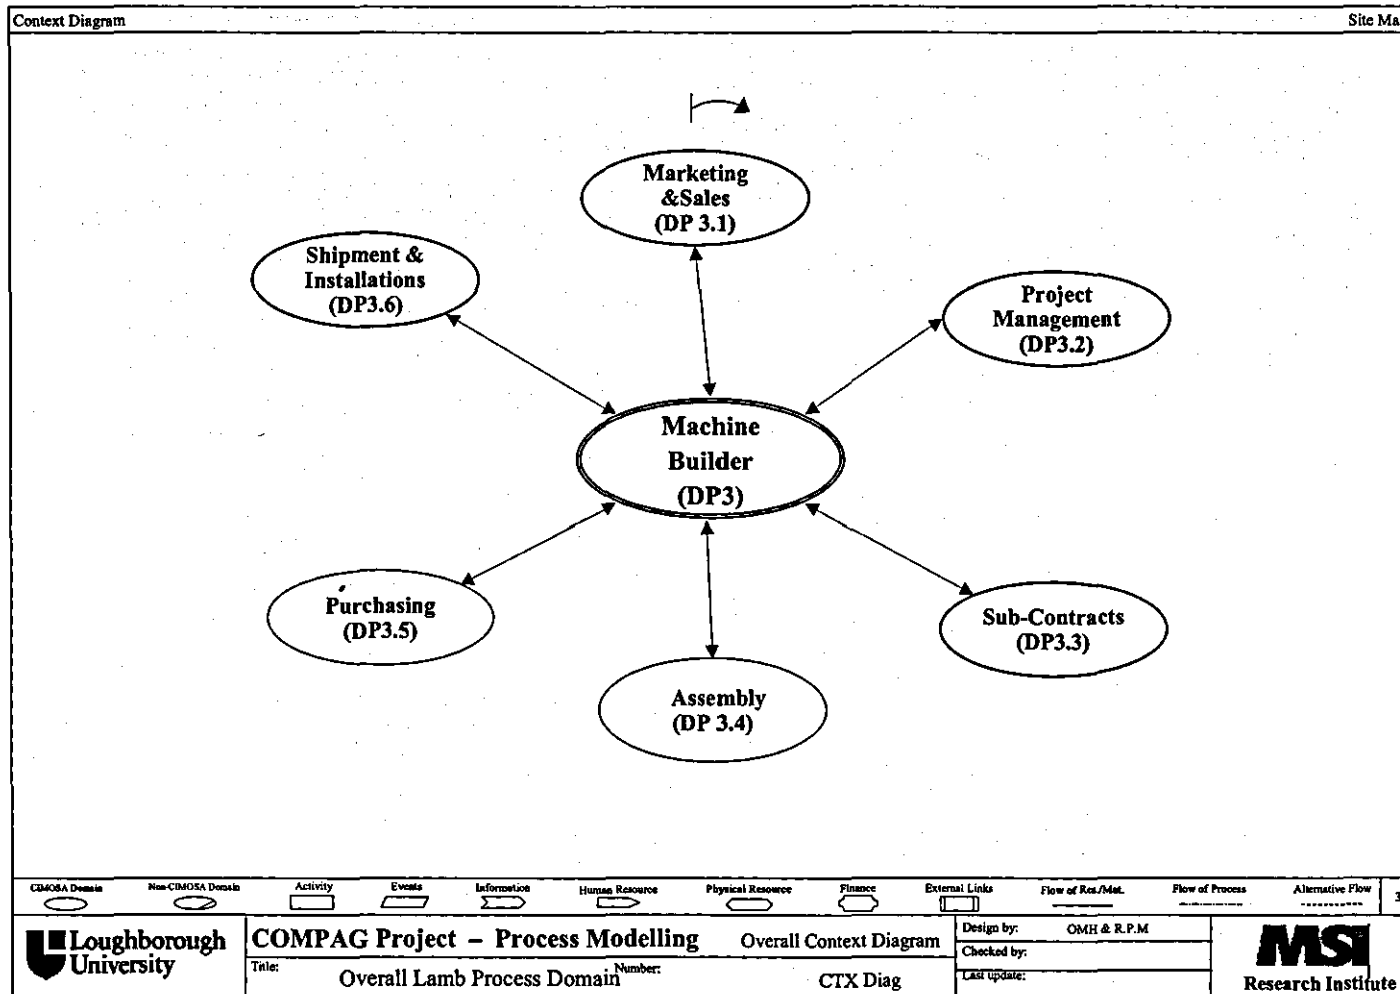 Context Diagram
Site Ma
Marketing
&Sales
(DP 3.1)
Shipment &
Installations
(DP3.6)
Project
Management
(DP3.2)
Machine
Builder
(DP3)
Purchasing
(DP3.5)
Sub-Contracts
(DP3.3)
Assembly
(DP 3.4)
CIMOSA Domain
Non-CIMOSA Domain
Activity
Events
Information
Human Resource
Physical Resource
Finance
External Links
Flow of Res./Mat.
Flow of Process
Alternative Flow
3
Loughborough
University
COMPAG Project – Process Modelling
Overall Context Diagram
Title:
Overall Lamb Process Domain
Number:
CTX Diag
Design by:
OMH & R.P.M
Checked by:
Last update:
MSI
Research Institute